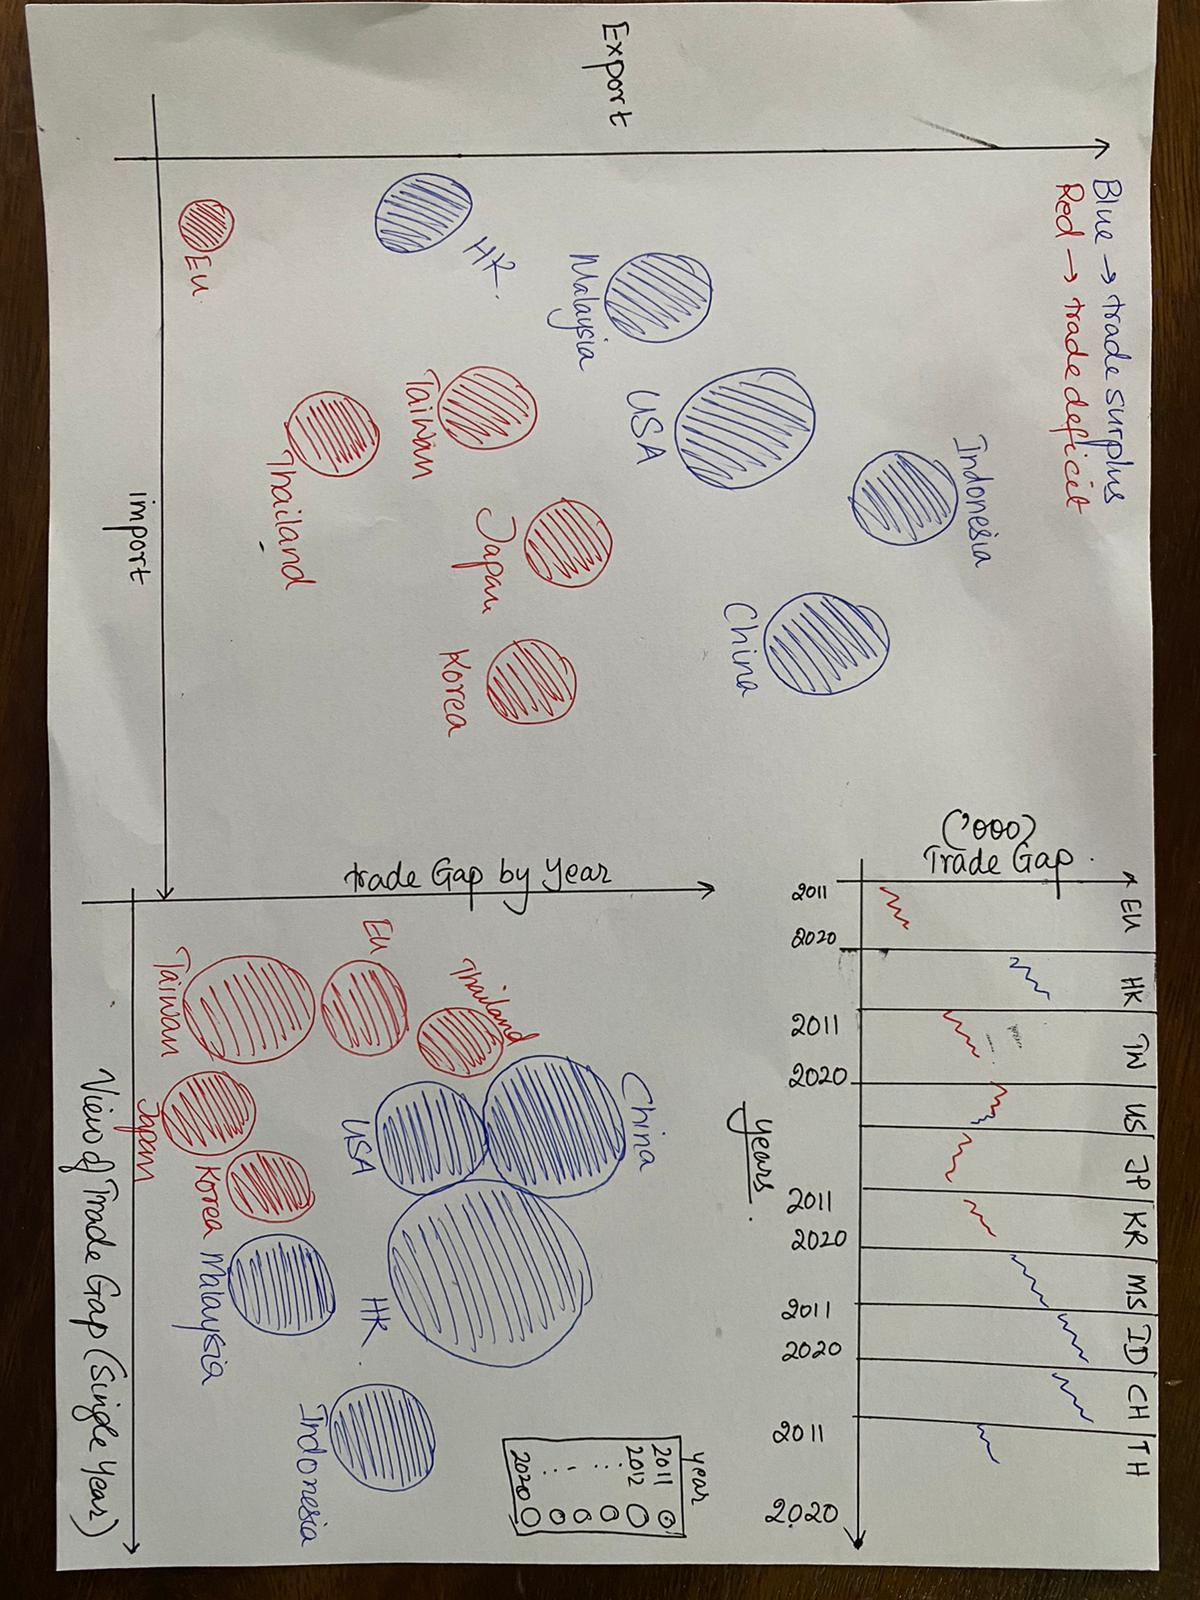 Blue → trade surplus
Red → trade deficit
Export
Indonesia
China
USA
Malaysia
HK.
Japan
Korea
Taiwan
Thailand
EU
import
EU HK TW US JP KR MS ID CH TH
('000)
Trade Gap.
2011 2020 2011 2020 2011 2020 2011 2020 2011 2020
years.
trade Gap by Year
year
2011
2012
2020
China
Thailand
EU
USA
HK.
Indonesia
Taiwan
Japan
Korea
Malaysia
View of Trade Gap (Single Year)